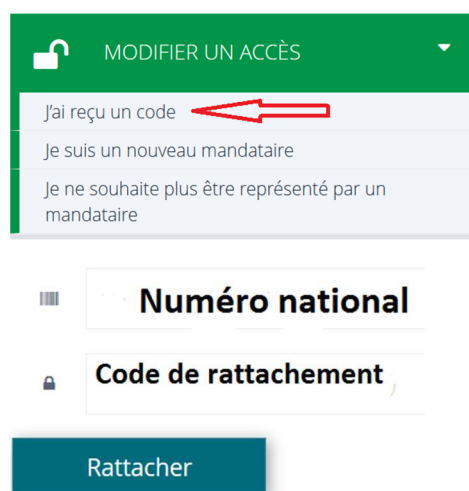 MODIFIER UN ACCÈS
J'ai reçu un code
Je suis un nouveau mandataire
Je ne souhaite plus être représenté par un
mandataire
Numéro national
Code de rattachement
Rattacher